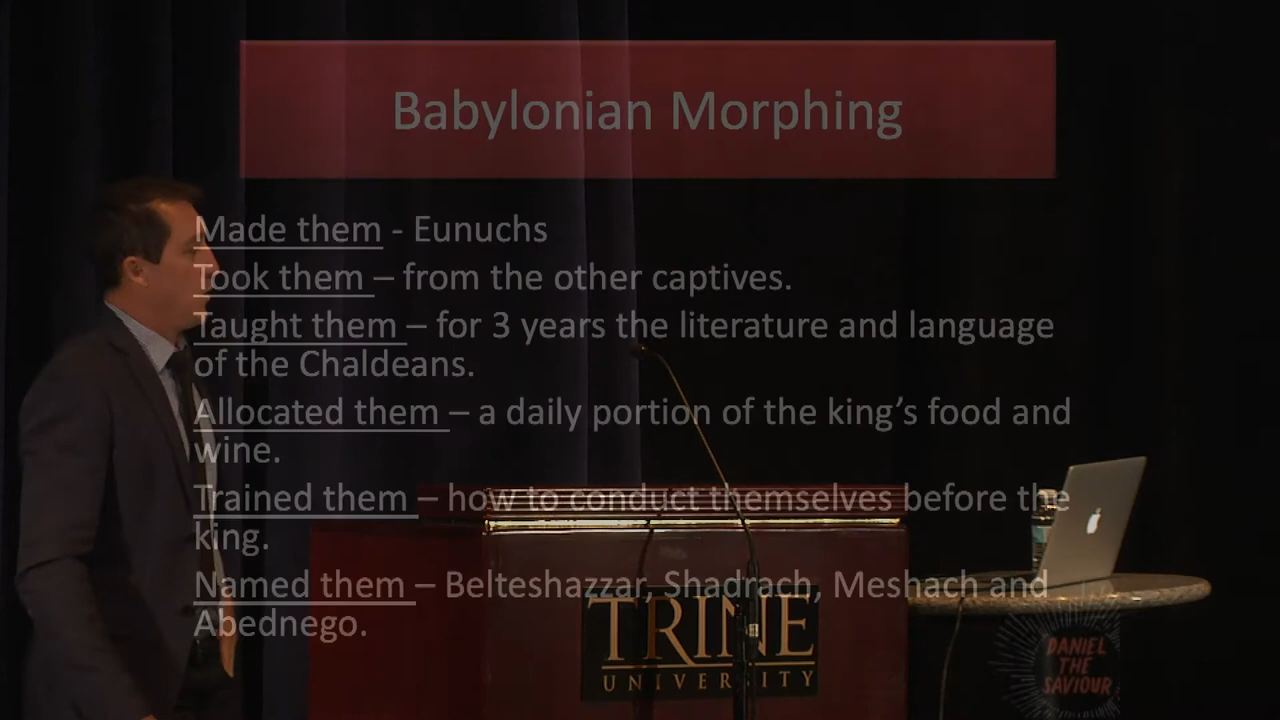 Babylonian Morphing
Made them - Eunuchs
Took them – from the other captives.
Taught them – for 3 years the literature and language
of the Chaldeans.
Allocated them – a daily portion of the king’s food and
wine.
Trained them – how to conduct themselves before the
king.
Named them – Belteshazzar, Shadrach, Meshach and
Abednego.
TRINE
UNIVERSITY
DANIEL
THE
SAVIOUR